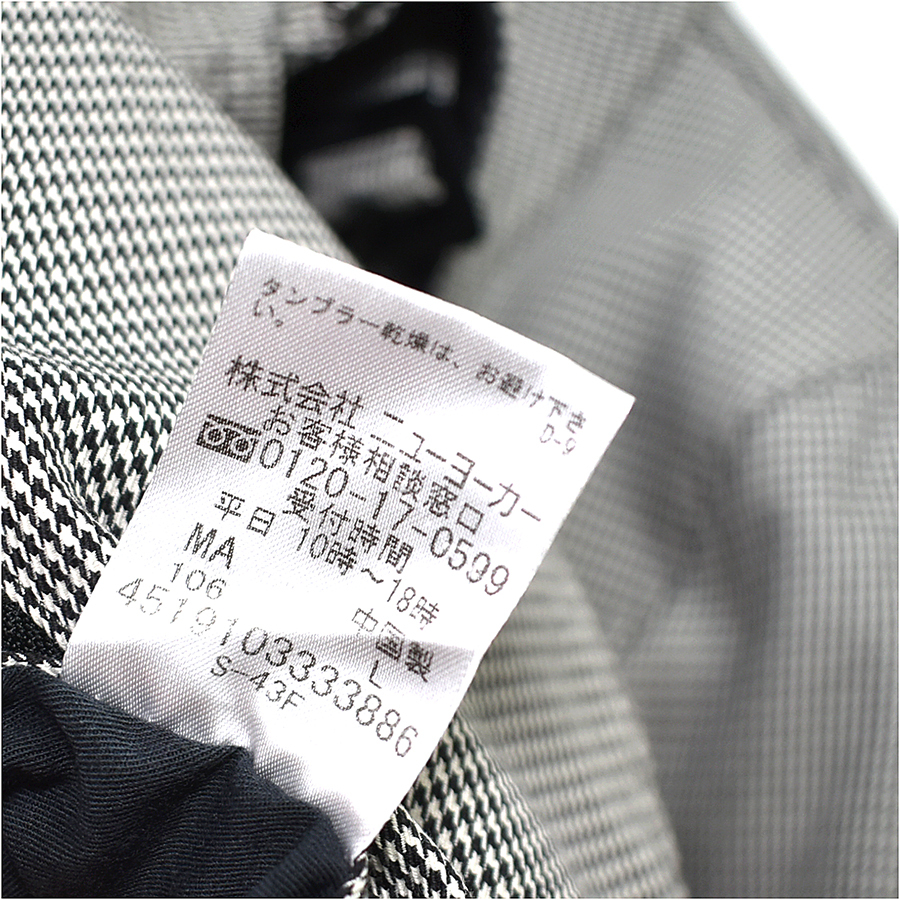 タンブラー乾燥は、お避け下さ
い。
D-9
株式会社 ニューヨーカー
お客様相談窓口
0120-17-0599
受付時間
平日 10時～18時
MA
106
中国製
L
4519103333886
S-43F